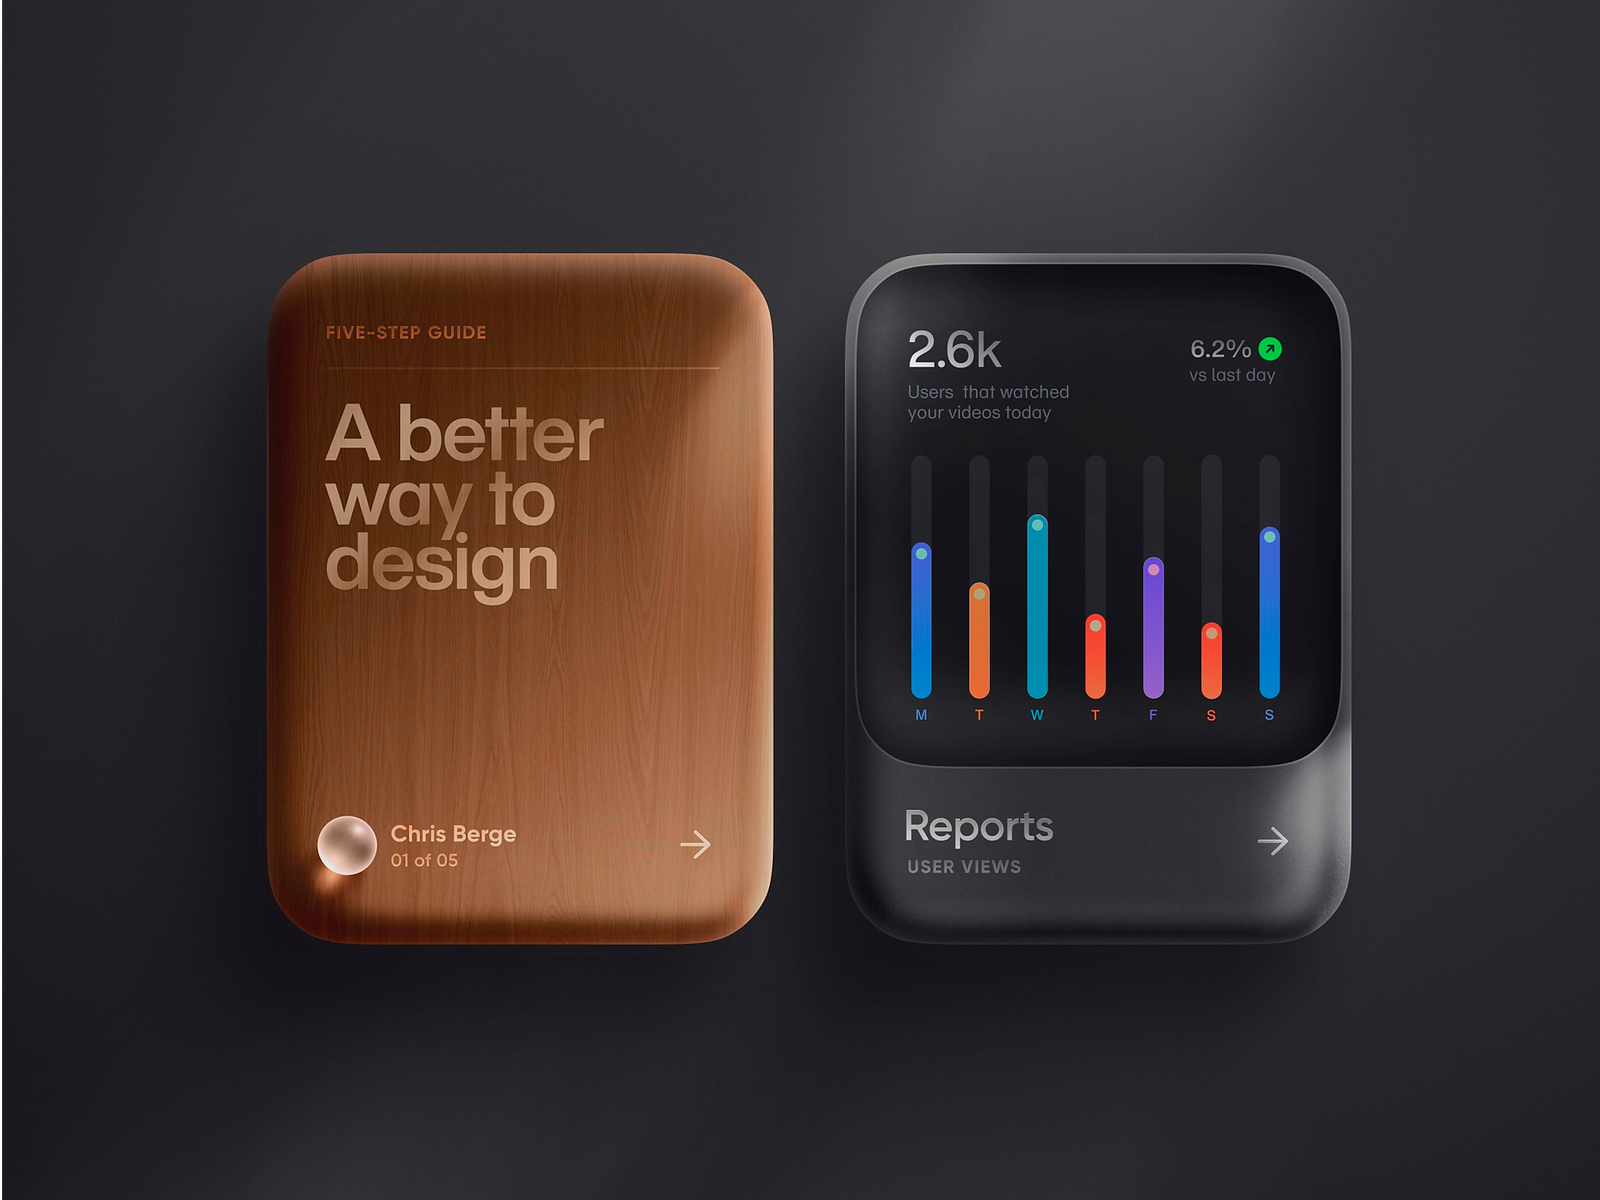 FIVE-STEP GUIDE
A better
way to
design
Chris Berge
01 of 05
2.6k
Users that watched
your videos today
6.2%
vs last day
M T W T F S S
Reports
USER VIEWS